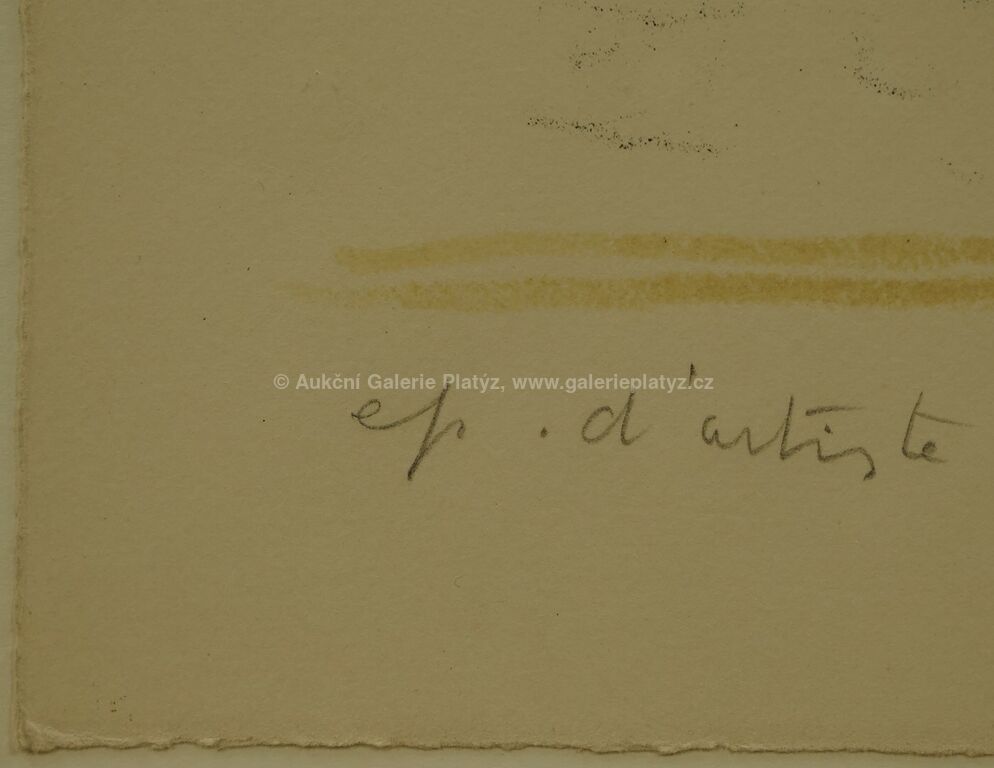 © Aukční Galerie Platýz, www.galerieplatyz.cz
ep. d'artiste